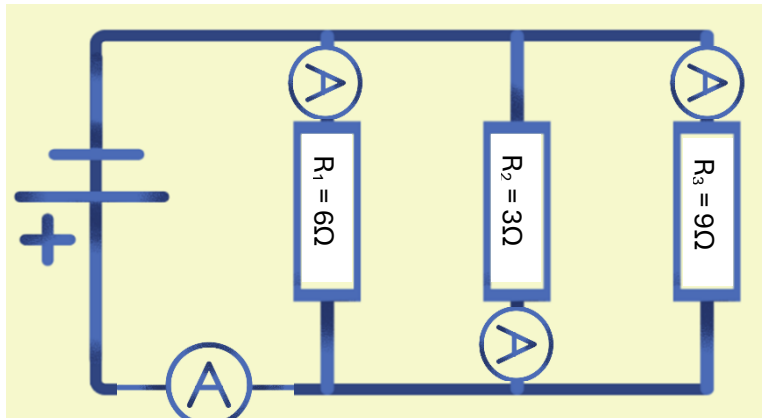 A
A
R₁ = 6Ω
R₂ = 3Ω
R₃ = 9Ω
+
A
A